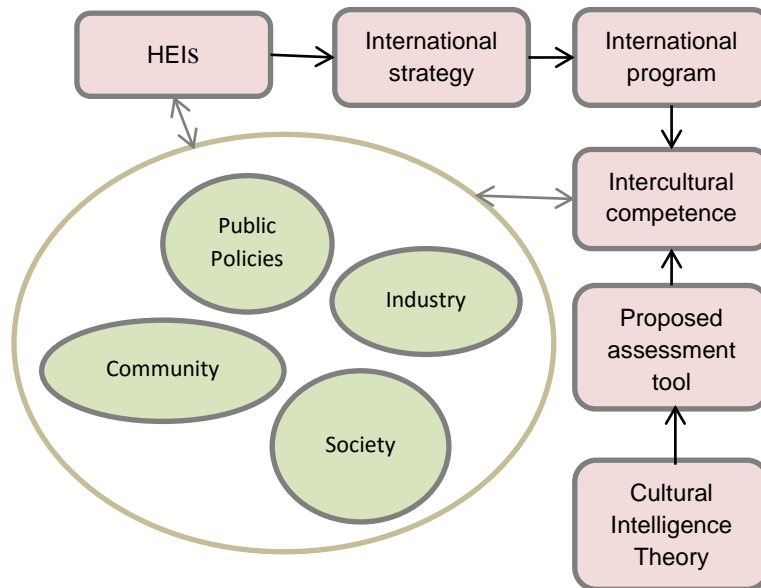 HEIs
International
strategy
International
program
Intercultural
competence
Public
Policies
Industry
Proposed
assessment
tool
Community
Society
Cultural
Intelligence
Theory